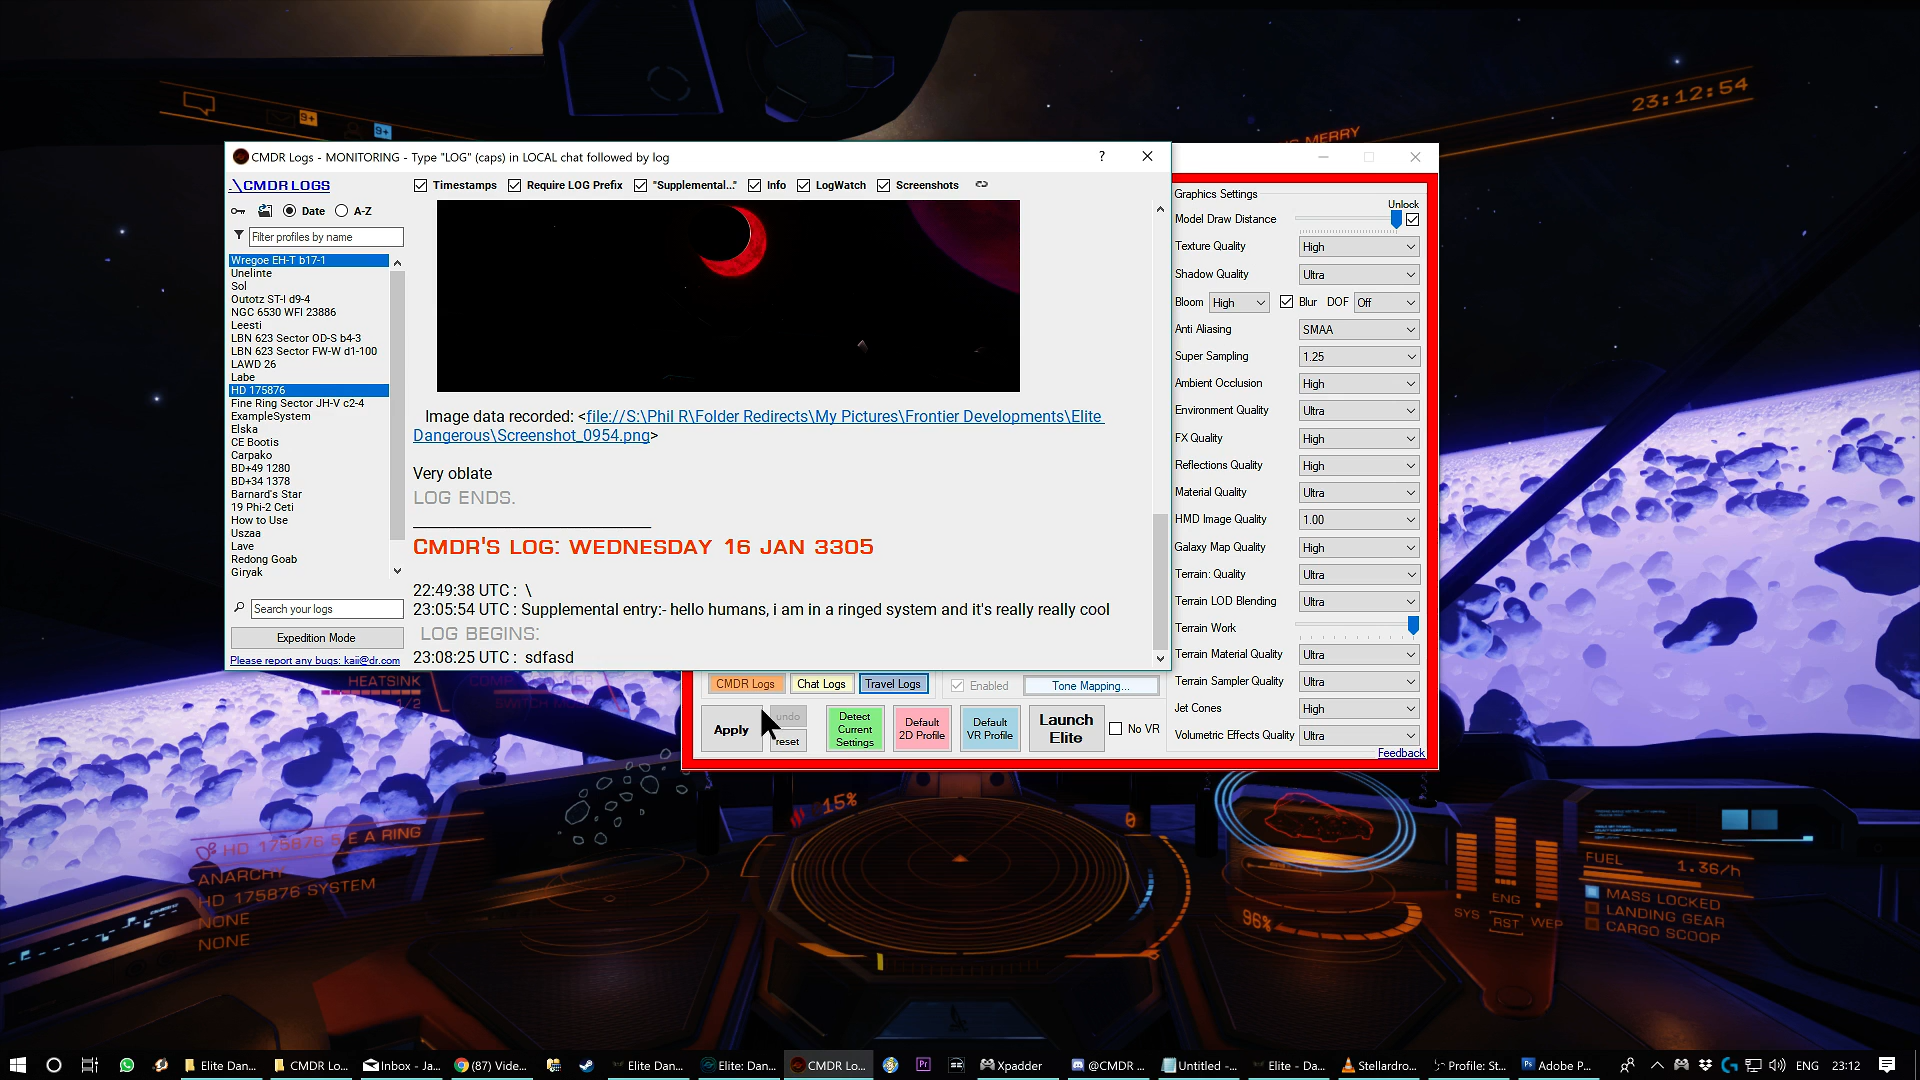 23:12:54
9+
9+
MERRY
CMDR Logs - MONITORING - Type "LOG" (caps) in LOCAL chat followed by log
?
.\CMDR LOGS
Timestamps
Require LOG Prefix
"Supplemental..."
Info
LogWatch
Screenshots
Date
A-Z
Filter profiles by name
Wregoe EH-T b17-1
Unelinte
Sol
Outotz ST-I d9-4
NGC 6530 WFI 23886
Leesti
LBN 623 Sector OD-S b4-3
LBN 623 Sector FW-W d1-100
LAWD 26
Labe
HD 175876
Fine Ring Sector JH-V c2-4
ExampleSystem
Elska
CE Bootis
Carpako
BD+49 1280
BD+34 1378
Barnard's Star
19 Phi-2 Ceti
How to Use
Uszaa
Lave
Redong Goab
Giryak
Search your logs
Expedition Mode
Please report any bugs: kaii@dr.com
Image data recorded: <file://S:\Phil R\Folder Redirects\My Pictures\Frontier Developments\Elite
Dangerous\Screenshot_0954.png>
Very oblate
LOG ENDS.
CMDR'S LOG: WEDNESDAY 16 JAN 3305
22:49:38 UTC : \
23:05:54 UTC : Supplemental entry:- hello humans, i am in a ringed system and it's really really cool
LOG BEGINS:
23:08:25 UTC : sdfasd
Graphics Settings
Unlock
Model Draw Distance
Texture Quality High
Shadow Quality Ultra
Bloom High Blur DOF Off
Anti Aliasing SMAA
Super Sampling 1.25
Ambient Occlusion High
Environment Quality Ultra
FX Quality High
Reflections Quality High
Material Quality Ultra
HMD Image Quality 1.00
Galaxy Map Quality High
Terrain: Quality Ultra
Terrain LOD Blending Ultra
Terrain Work
Terrain Material Quality Ultra
Terrain Sampler Quality Ultra
Jet Cones High
Volumetric Effects Quality Ultra
Feedback
CMDR Logs
Chat Logs
Travel Logs
Enabled
Tone Mapping...
Apply
undo
reset
Detect
Current
Settings
Default
2D Profile
Default
VR Profile
Launch
Elite
No VR
HEATSINK
1/2
15%
0
HD 175876 5 E A RING
ANARCHY
HD 175876 SYSTEM
NONE
NONE
96%
SYS
ENG
RST
WEP
FUEL
1.36/h
MASS LOCKED
LANDING GEAR
CARGO SCOOP
Elite Dan...
CMDR Lo...
Inbox - Ja...
(87) Vide...
Elite Dan...
Elite: Dan...
CMDR Lo...
Pr
Xpadder
@CMDR ...
Untitled -...
Elite - Da...
Stellardro...
Profile: St...
Ps
Adobe P...
ENG
23:12